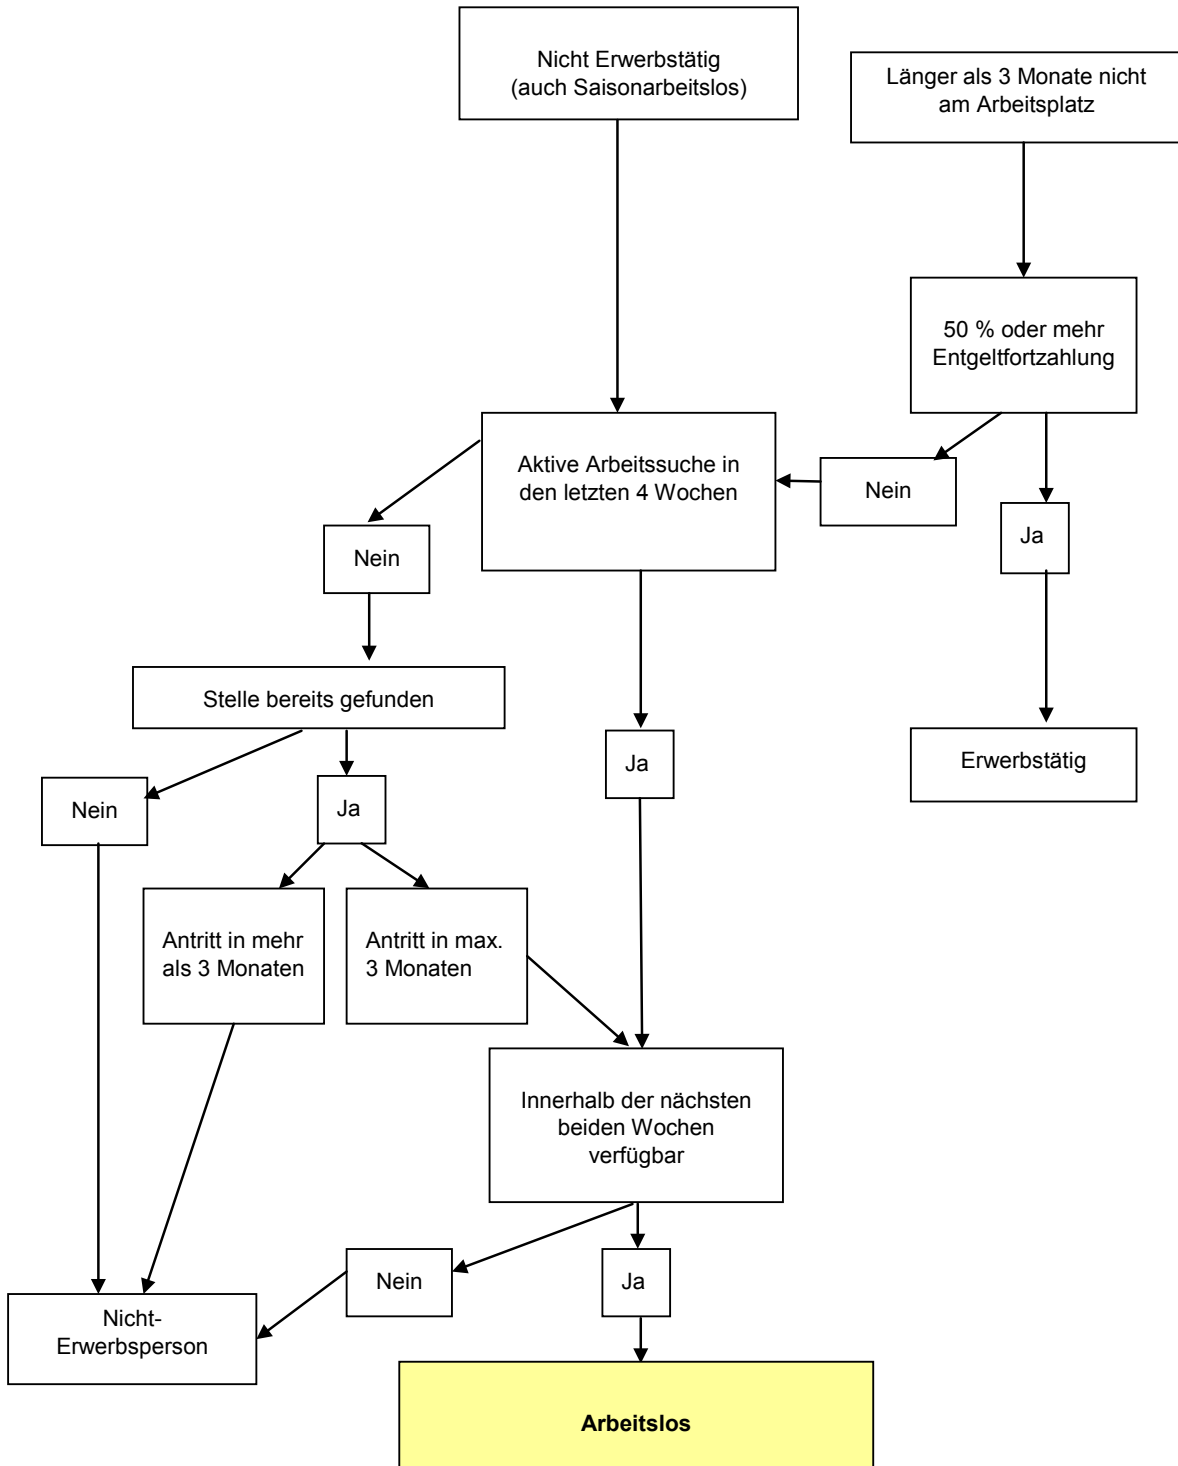 Nicht Erwerbstätig
(auch Saisonarbeitslos)
Länger als 3 Monate nicht
am Arbeitsplatz
50 % oder mehr
Entgeltfortzahlung
Aktive Arbeitssuche in
den letzten 4 Wochen
Nein
Ja
Nein
Stelle bereits gefunden
Ja
Erwerbstätig
Nein
Ja
Antritt in mehr
als 3 Monaten
Antritt in max.
3 Monaten
Innerhalb der nächsten
beiden Wochen
verfügbar
Nein
Ja
Nicht-
Erwerbsperson
Arbeitslos